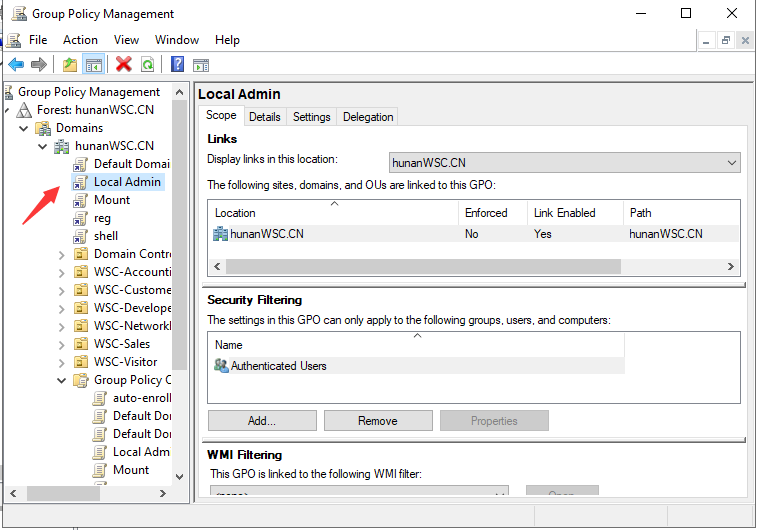 Group Policy Management
File Action View Window Help
Group Policy Management
Forest: hunanWSC.CN
Domains
hunanWSC.CN
Default Domai
Local Admin
Mount
reg
shell
Domain Contro
WSC-Accounti
WSC-Custome
WSC-Develope
WSC-Network
WSC-Sales
WSC-Visitor
Group Policy O
auto-enroll
Default Dor
Default Dor
Local Adm
Mount
Local Admin
Scope Details Settings Delegation
Links
Display links in this location: hunanWSC.CN
The following sites, domains, and OUs are linked to this GPO:
Location Enforced Link Enabled Path
hunanWSC.CN No Yes hunanWSC.CN
Security Filtering
The settings in this GPO can only apply to the following groups, users, and computers:
Name
Authenticated Users
Add... Remove Properties
WMI Filtering
This GPO is linked to the following WMI filter: